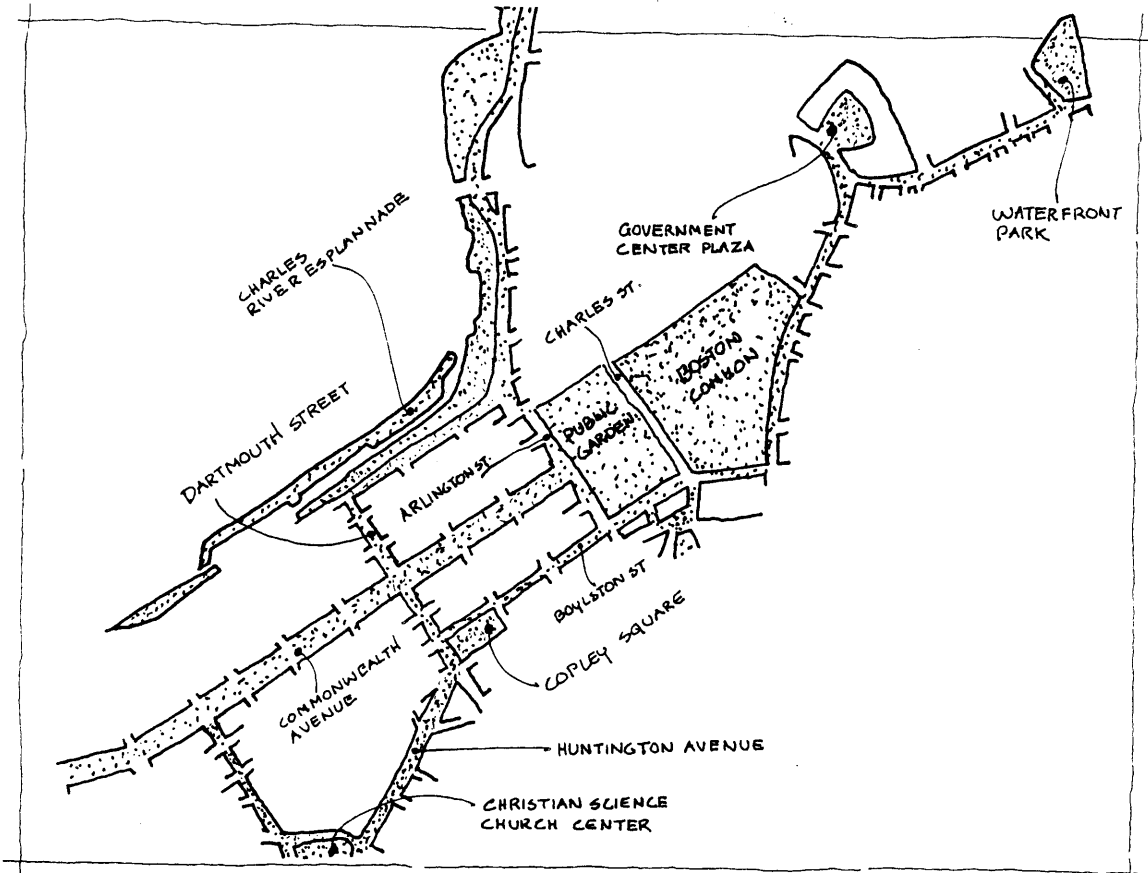 WATERFRONT
PARK
GOVERNMENT
CENTER PLAZA
CHARLES
RIVER ESPLANNADE
CHARLES ST.
BOSTON
COMMON
DARTMOUTH STREET
PUBLIC
GARDEN
ARLINGTON ST.
BOYLSTON ST
COPLEY SQUARE
COMMONWEALTH
AVENUE
HUNTINGTON AVENUE
CHRISTIAN SCIENCE
CHURCH CENTER